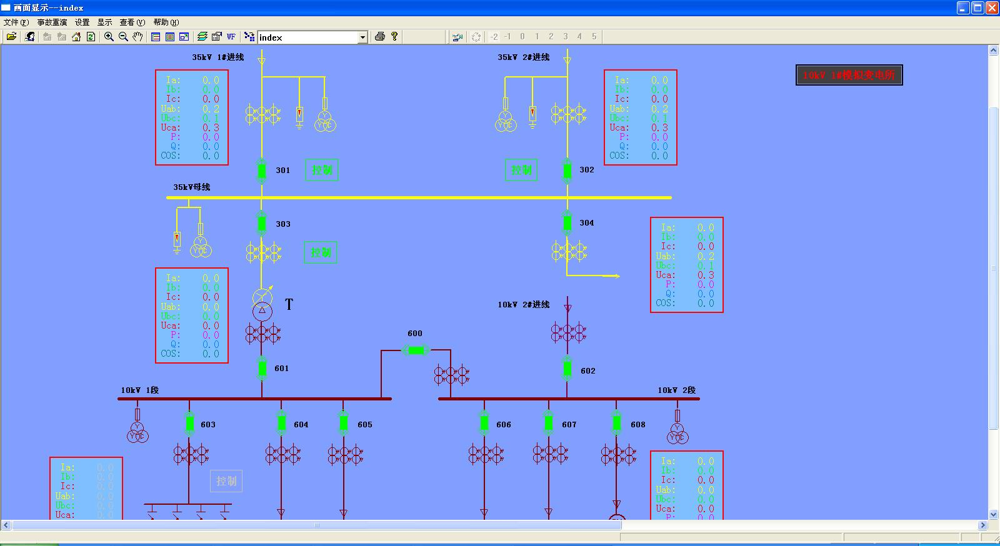 画面显示--index
文件(F) 事故重演 设置 显示 查看(V) 帮助(H)
WF index -2 -1 0 1 2 3 4 5
35kV 1#进线
35kV 2#进线
10kV 1#模拟变电所
Ia: 0.0
Ib: 0.0
Ic: 0.0
Uab: 0.2
Ubc: 0.1
Uca: 0.3
P: 0.0
Q: 0.0
COS: 0.0
Ia: 0.0
Ib: 0.0
Ic: 0.0
Uab: 0.2
Ubc: 0.1
Uca: 0.3
P: 0.0
Q: 0.0
COS: 0.0
301 控制
控制 302
35kV母线
303
304
控制
Ia: 0.0
Ib: 0.0
Ic: 0.0
Uab: 0.2
Ubc: 0.1
Uca: 0.3
P: 0.0
Q: 0.0
COS: 0.0
Ia: 0.0
Ib: 0.0
Ic: 0.0
Uab: 0.0
Ubc: 0.0
Uca: 0.0
P: 0.0
Q: 0.0
COS: 0.0
T
10kV 2#进线
600
601
602
10kV 1段
10kV 2段
603 604 605 606 607 608
控制
Ia: 0.0
Ib: 0.0
Ic: 0.0
Uab: 0.0
Ubc: 0.0
Uca: 0.0
Ia: 0.0
Ib: 0.0
Ic: 0.0
Uab: 0.0
Ubc: 0.0
Uca: 0.0
P: 0.0